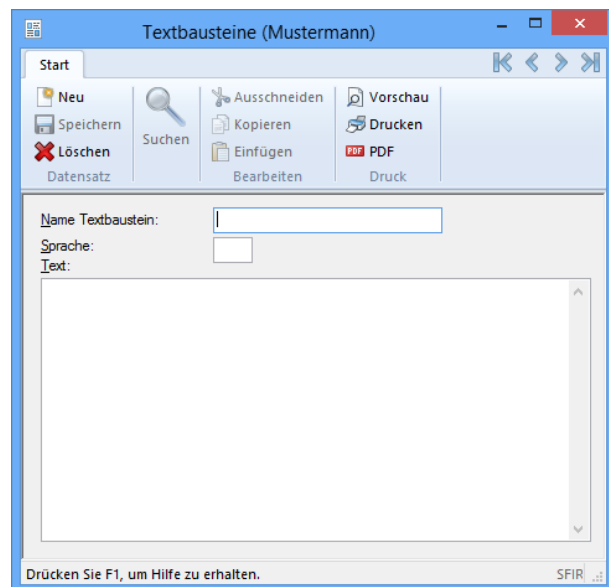 Textbausteine (Mustermann)
Start
Neu
Speichern
Löschen
Datensatz
Suchen
Ausschneiden
Kopieren
Einfügen
Bearbeiten
Vorschau
Drucken
PDF PDF
Druck
Name Textbaustein:
Sprache:
Text:
Drücken Sie F1, um Hilfe zu erhalten. SFIR